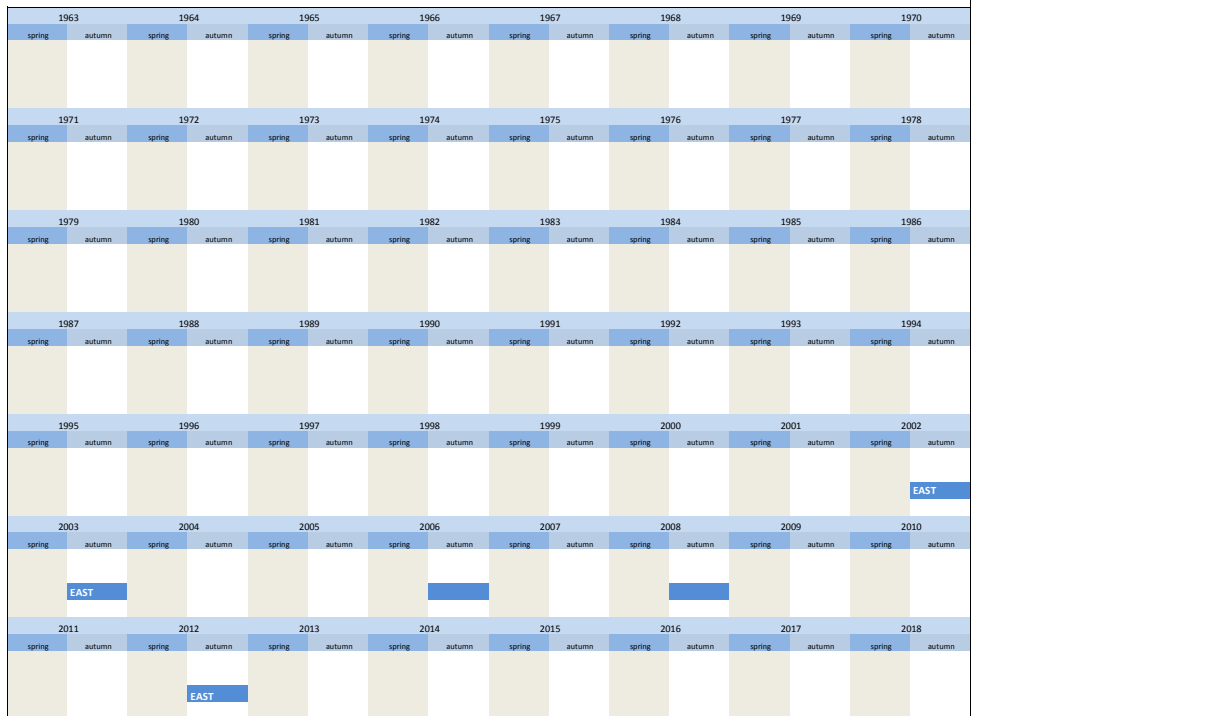 1963 1964 1965 1966 1967 1968 1969 1970
spring autumn spring autumn spring autumn spring autumn spring autumn spring autumn spring autumn spring autumn
1971 1972 1973 1974 1975 1976 1977 1978
spring autumn spring autumn spring autumn spring autumn spring autumn spring autumn spring autumn spring autumn
1979 1980 1981 1982 1983 1984 1985 1986
spring autumn spring autumn spring autumn spring autumn spring autumn spring autumn spring autumn spring autumn
1987 1988 1989 1990 1991 1992 1993 1994
spring autumn spring autumn spring autumn spring autumn spring autumn spring autumn spring autumn spring autumn
1995 1996 1997 1998 1999 2000 2001 2002
spring autumn spring autumn spring autumn spring autumn spring autumn spring autumn spring autumn spring autumn
EAST
2003 2004 2005 2006 2007 2008 2009 2010
spring autumn spring autumn spring autumn spring autumn spring autumn spring autumn spring autumn spring autumn
EAST
2011 2012 2013 2014 2015 2016 2017 2018
spring autumn spring autumn spring autumn spring autumn spring autumn spring autumn spring autumn spring autumn
EAST